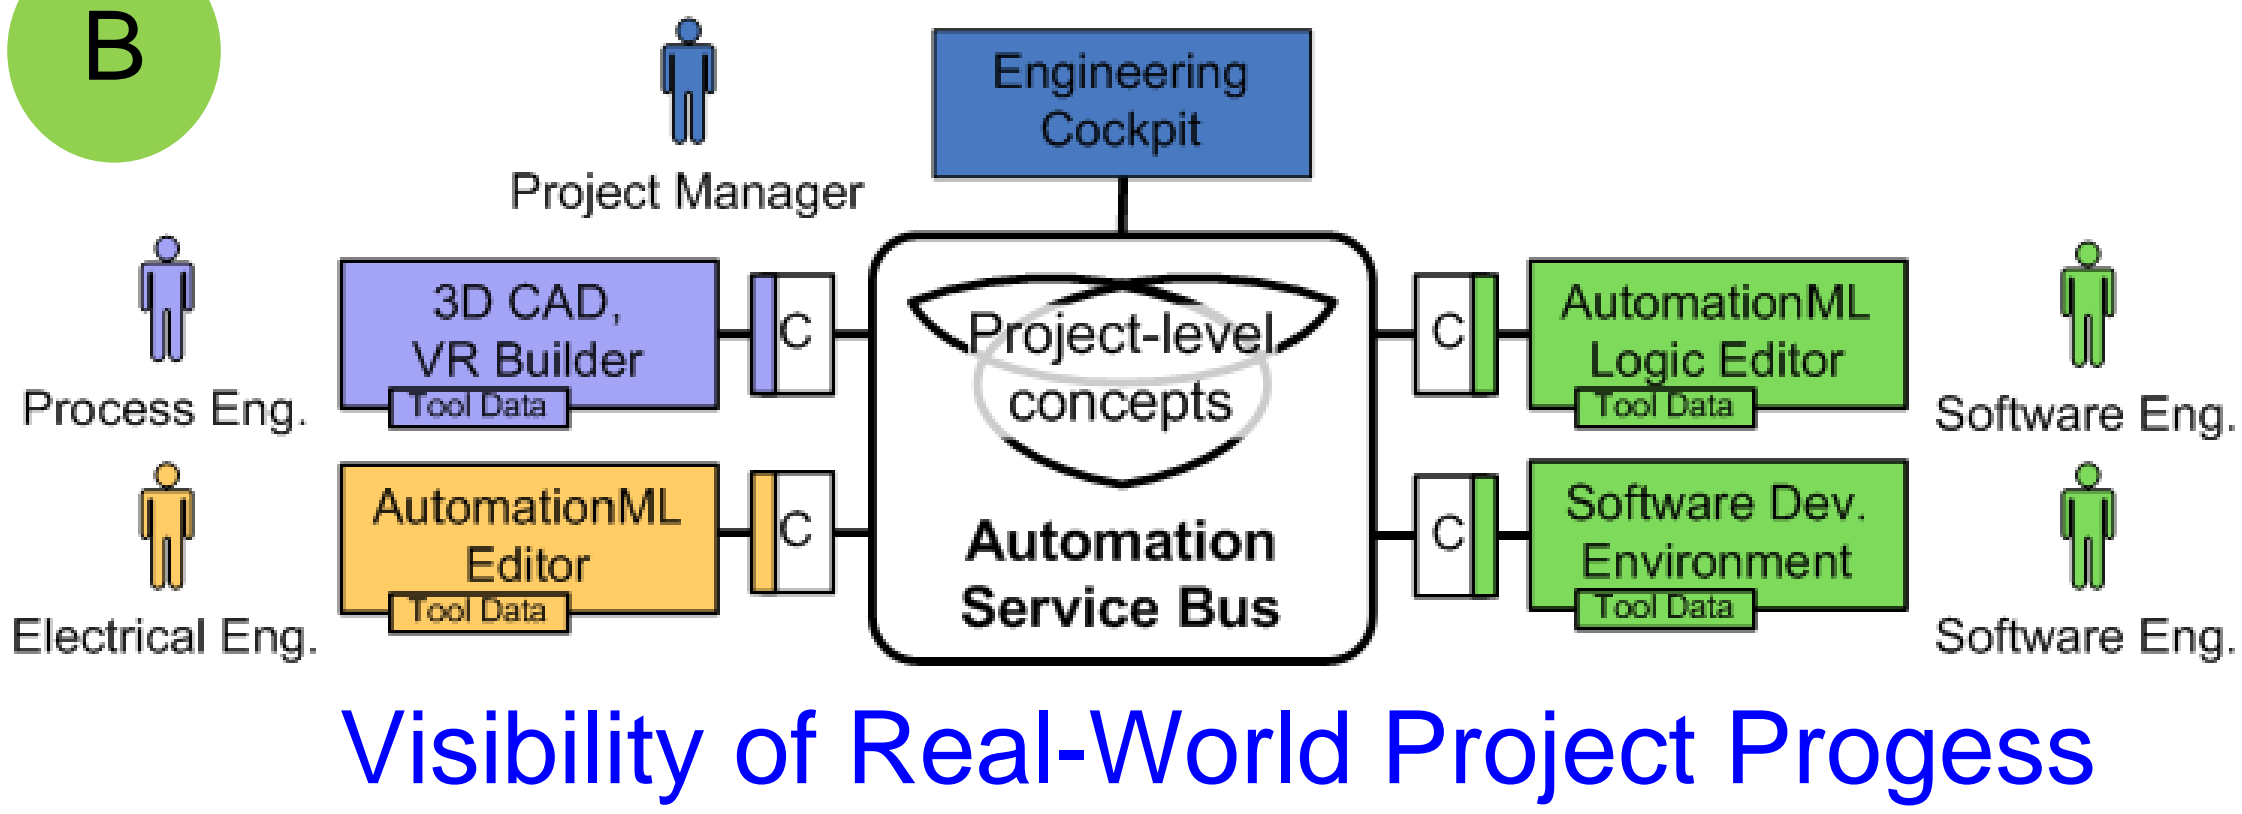 B
Engineering
Cockpit
Project Manager
3D CAD,
VR Builder
Tool Data
C
Process Eng.
Project-level
concepts
C
AutomationML
Logic Editor
Tool Data
Software Eng.
AutomationML
Editor
Tool Data
C
Electrical Eng.
Automation
Service Bus
C
Software Dev.
Environment
Tool Data
Software Eng.
Visibility of Real-World Project Progess